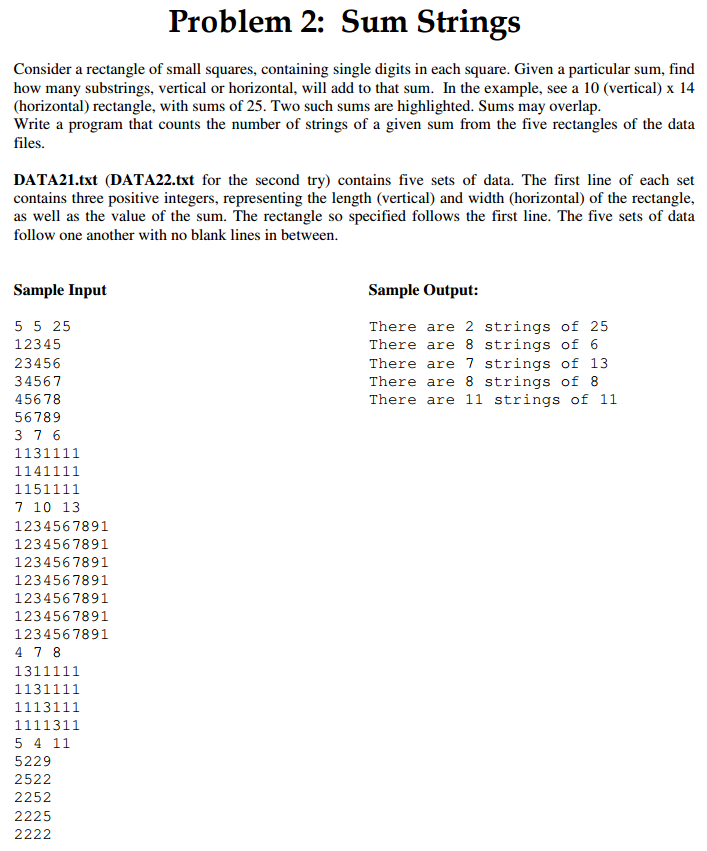 Problem 2: Sum Strings
Consider a rectangle of small squares, containing single digits in each square. Given a particular sum, find
how many substrings, vertical or horizontal, will add to that sum. In the example, see a 10 (vertical) x 14
(horizontal) rectangle, with sums of 25. Two such sums are highlighted. Sums may overlap.
Write a program that counts the number of strings of a given sum from the five rectangles of the data
files.
DATA21.txt (DATA22.txt for the second try) contains five sets of data. The first line of each set
contains three positive integers, representing the length (vertical) and width (horizontal) of the rectangle,
as well as the value of the sum. The rectangle so specified follows the first line. The five sets of data
follow one another with no blank lines in between.
Sample Input
5 5 25
12345
23456
34567
45678
56789
3 7 6
1131111
1141111
1151111
7 10 13
1234567891
1234567891
1234567891
1234567891
1234567891
1234567891
1234567891
4 7 8
1311111
1131111
1113111
1111311
5 4 11
5229
2522
2252
2225
2222
Sample Output:
There are 2 strings of 25
There are 8 strings of 6
There are 7 strings of 13
There are 8 strings of 8
There are 11 strings of 11